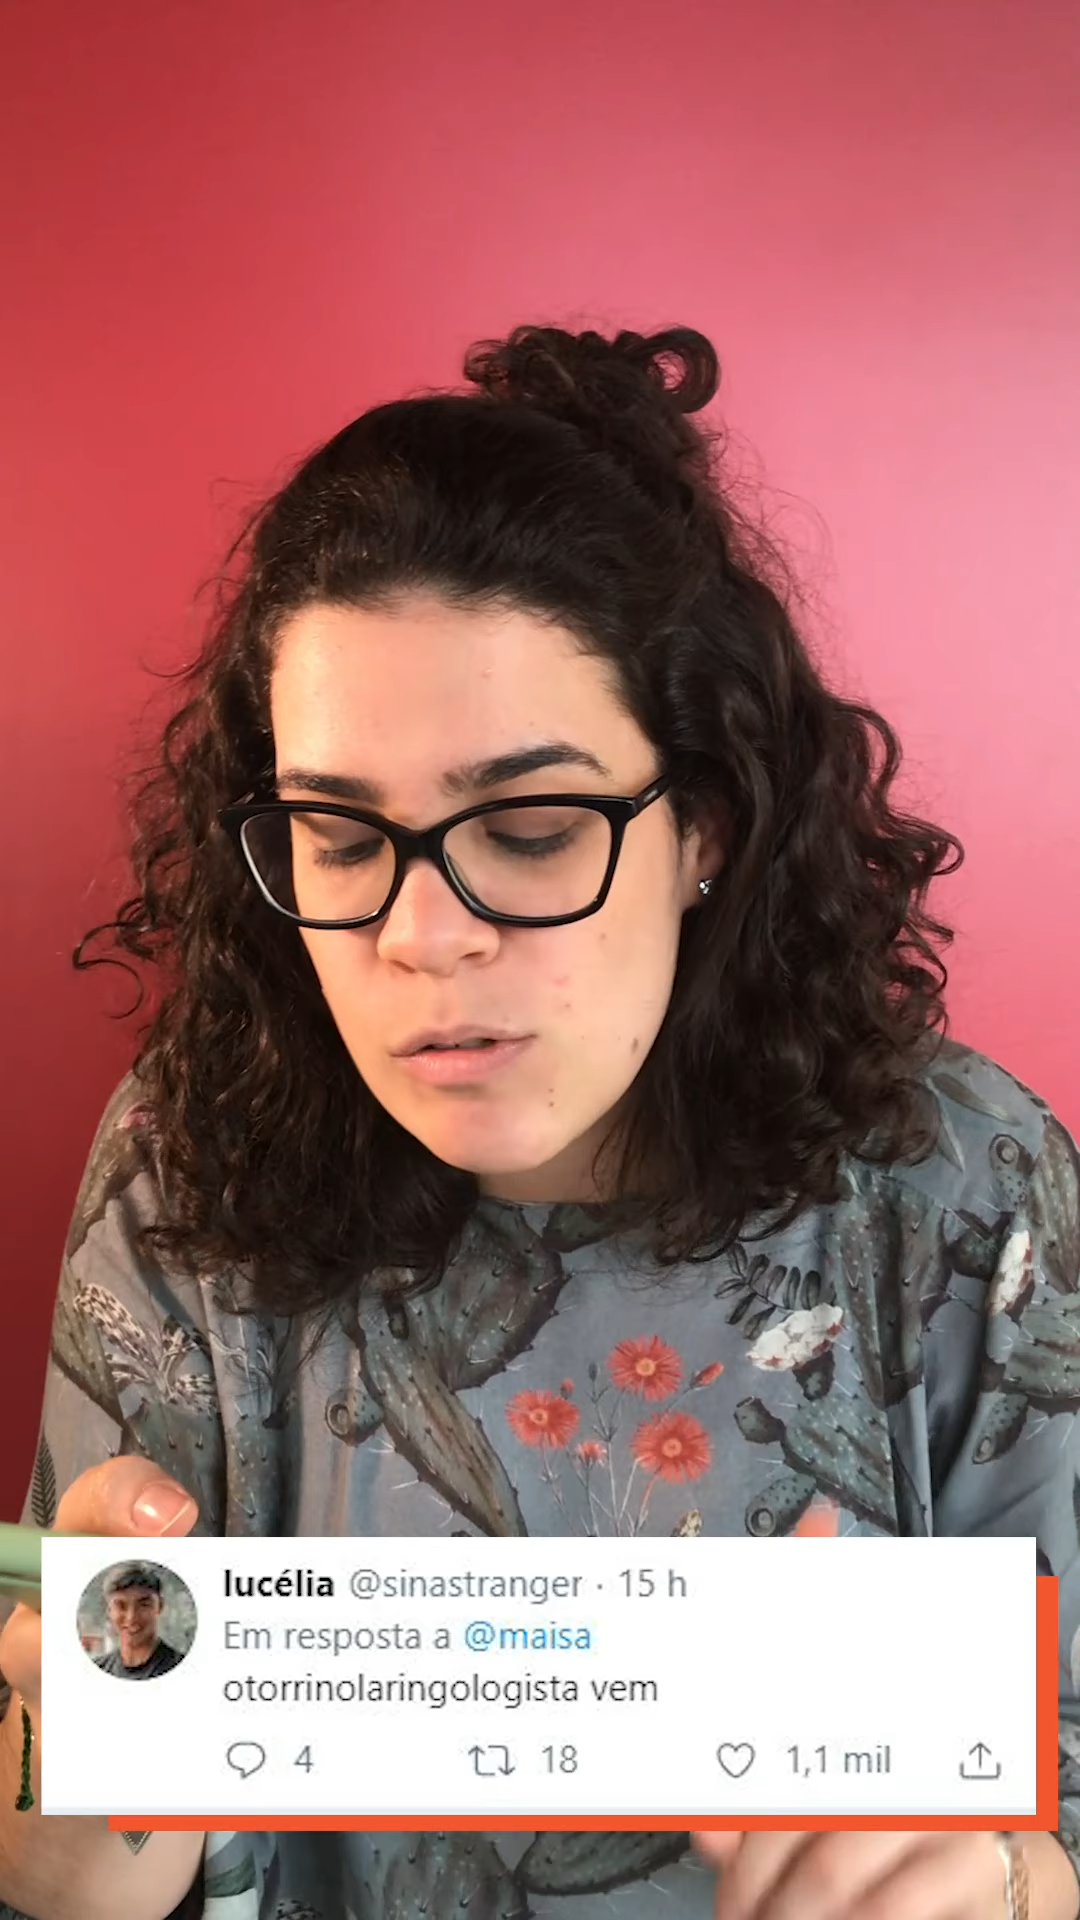 lucélia @sinastranger · 15 h
Em resposta a @maisa
otorrinolaringologista vem
4 18 1,1 mil